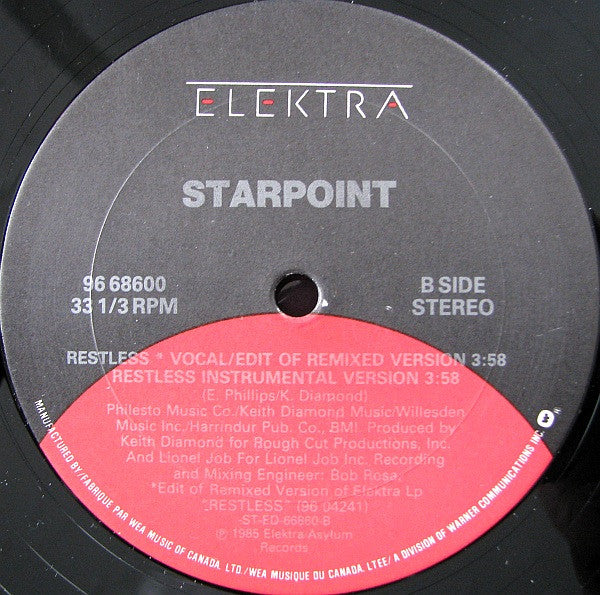 ELEKTRA
STARPOINT
96 68600
33 1/3 RPM
B SIDE
STEREO
RESTLESS * VOCAL/EDIT OF REMIXED VERSION 3:58
RESTLESS INSTRUMENTAL VERSION 3:58
(E. Phillips/K. Diamond)
Philesto Music Co./Keith Diamond Music/Willesden
Music Inc./Harrindur Pub. Co., BMI. Produced by
Keith Diamond for Bough Cut Productions, Inc.
And Lionel Job For Lionel Job Inc. Recording
and Mixing Engineer: Bob Rosa.
*Edit of Remixed Version of Elektra Lp
"RESTLESS" (96 04241)
ST-ED-66860-B
℗ 1985 Elektra Asylum
Records
MANUFACTURED BY/FABRIQUE PAR WEA MUSIC OF CANADA, LTD./WEA MUSIQUE DU CANADA, LTEE/ A DIVISION OF WARNER COMMUNICATIONS INC.